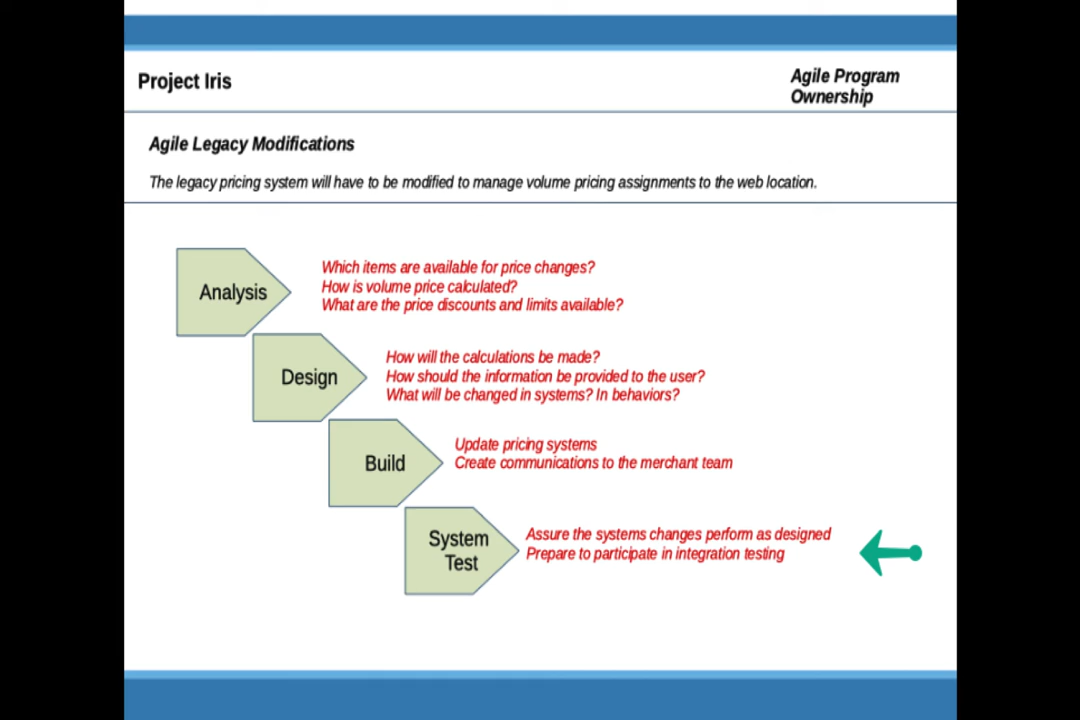 Project Iris
Agile Program
Ownership
Agile Legacy Modifications
The legacy pricing system will have to be modified to manage volume pricing assignments to the web location.
Analysis
Which items are available for price changes?
How is volume price calculated?
What are the price discounts and limits available?
Design
How will the calculations be made?
How should the information be provided to the user?
What will be changed in systems? In behaviors?
Build
Update pricing systems
Create communications to the merchant team
System
Test
Assure the systems changes perform as designed
Prepare to participate in integration testing